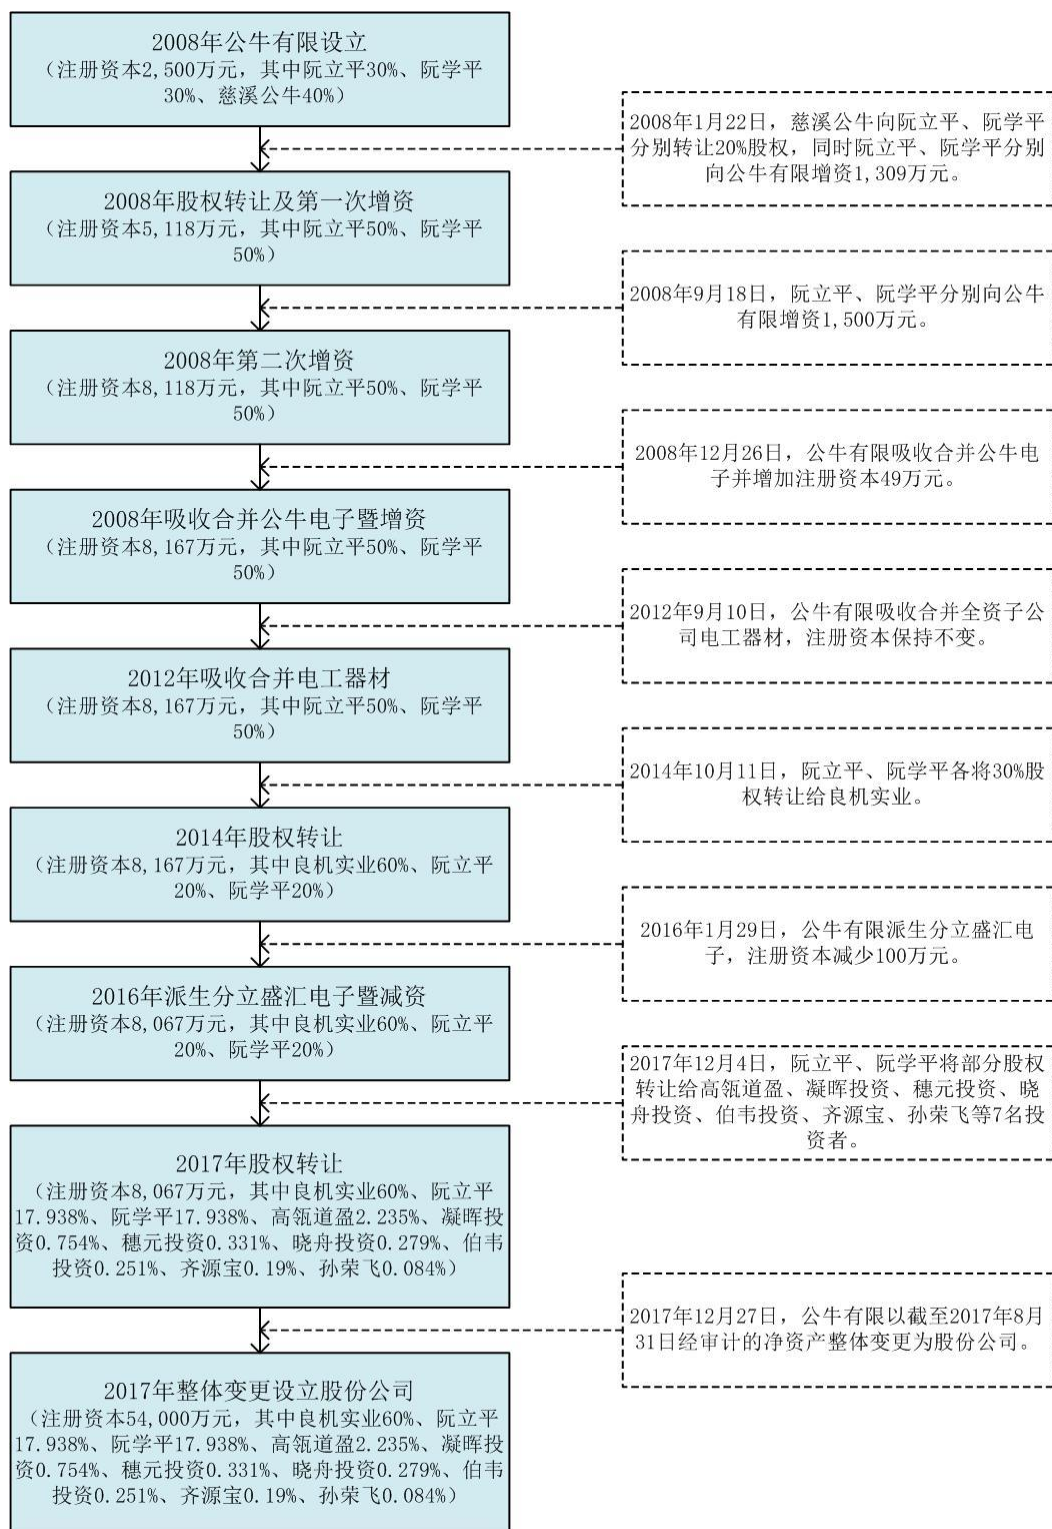 2008年公牛有限设立
（注册资本2,500万元，其中阮立平30%、阮学平
30%、慈溪公牛40%）
2008年1月22日，慈溪公牛向阮立平、阮学平
分别转让20%股权，同时阮立平、阮学平分别
向公牛有限增资1,309万元。
2008年股权转让及第一次增资
（注册资本5,118万元，其中阮立平50%、阮学平
50%）
2008年9月18日，阮立平、阮学平分别向公牛
有限增资1,500万元。
2008年第二次增资
（注册资本8,118万元，其中阮立平50%、阮学平
50%）
2008年12月26日，公牛有限吸收合并公牛电
子并增加注册资本49万元。
2008年吸收合并公牛电子暨增资
（注册资本8,167万元，其中阮立平50%、阮学平
50%）
2012年9月10日，公牛有限吸收合并全资子公
司电工器材，注册资本保持不变。
2012年吸收合并电工器材
（注册资本8,167万元，其中阮立平50%、阮学平
50%）
2014年10月11日，阮立平、阮学平各将30%股
权转让给良机实业。
2014年股权转让
（注册资本8,167万元，其中良机实业60%、阮立平
20%、阮学平20%）
2016年1月29日，公牛有限派生分立盛汇电
子，注册资本减少100万元。
2016年派生分立盛汇电子暨减资
（注册资本8,067万元，其中良机实业60%、阮立平
20%、阮学平20%）
2017年12月4日，阮立平、阮学平将部分股权
转让给高瓴道盈、凝晖投资、穗元投资、晓
舟投资、伯韦投资、齐源宝、孙荣飞等7名投
资者。
2017年股权转让
（注册资本8,067万元，其中良机实业60%、阮立平
17.938%、阮学平17.938%、高瓴道盈2.235%、凝晖投
资0.754%、穗元投资0.331%、晓舟投资0.279%、伯韦
投资0.251%、齐源宝0.19%、孙荣飞0.084%）
2017年12月27日，公牛有限以截至2017年8月
31日经审计的净资产整体变更为股份公司。
2017年整体变更设立股份公司
（注册资本54,000万元，其中良机实业60%、阮立平
17.938%、阮学平17.938%、高瓴道盈2.235%、凝晖投
资0.754%、穗元投资0.331%、晓舟投资0.279%、伯韦
投资0.251%、齐源宝0.19%、孙荣飞0.084%）